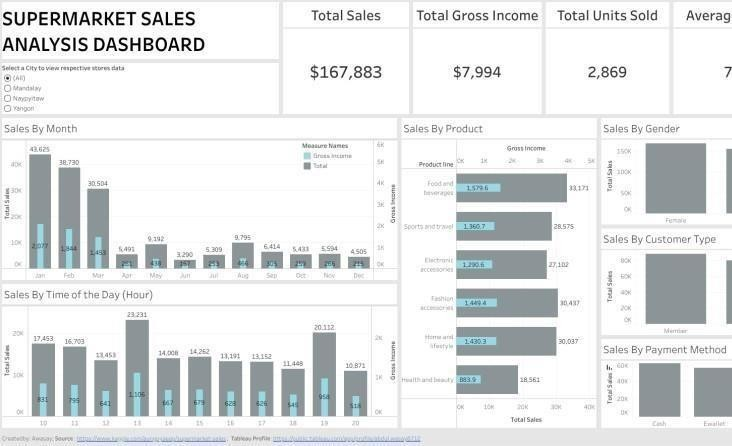 SUPERMARKET SALES
ANALYSIS DASHBOARD
Select a City to view respective stores data
(All)
Mandalay
Naypyitaw
Yangon
Total Sales
$167,883
Total Gross Income
$7,994
Total Units Sold
2,869
Averag
7
Sales By Month
Measure Names
Gross Income
Total
Total Sales
40K
30K
20K
10K
0K
43,625
38,730
30,504
5,491
9,192
3,290
5,309
9,795
6,414
5,433
5,594
4,505
2,077
1,844
1,453
6K
5K
4K
3K
2K
1K
0K
Gross Income
Jan Feb Mar Apr May Jun Jul Aug Sep Oct Nov Dec
Sales By Time of the Day (Hour)
Total Sales
20K
10K
0K
17,453
16,703
13,453
23,231
14,008
14,262
13,191
13,152
11,448
20,112
10,871
831
795
641
1,106
667
679
628
626
545
958
518
2K
1K
0K
Gross Income
10 11 12 13 14 15 16 17 18 19 20
Sales By Product
Gross Income
Product line
0K 1K 2K 3K 4K 5K
Food and
beverages
1,579.6
33,171
Sports and travel
1,360.7
28,575
Electronic
accessories
1,290.6
27,102
Fashion
accessories
1,449.4
30,437
Home and
lifestyle
1,430.3
30,037
Health and beauty
883.9
18,561
0K 10K 20K 30K 40K
Total Sales
Sales By Gender
Total Sales
150K
100K
50K
0K
Female
Sales By Customer Type
Total Sales
80K
60K
40K
20K
0K
Member
Sales By Payment Method
Total Sales
60K
40K
20K
0K
Cash Ewallet
Created by: Awasay; Source:
Tableau Profile: